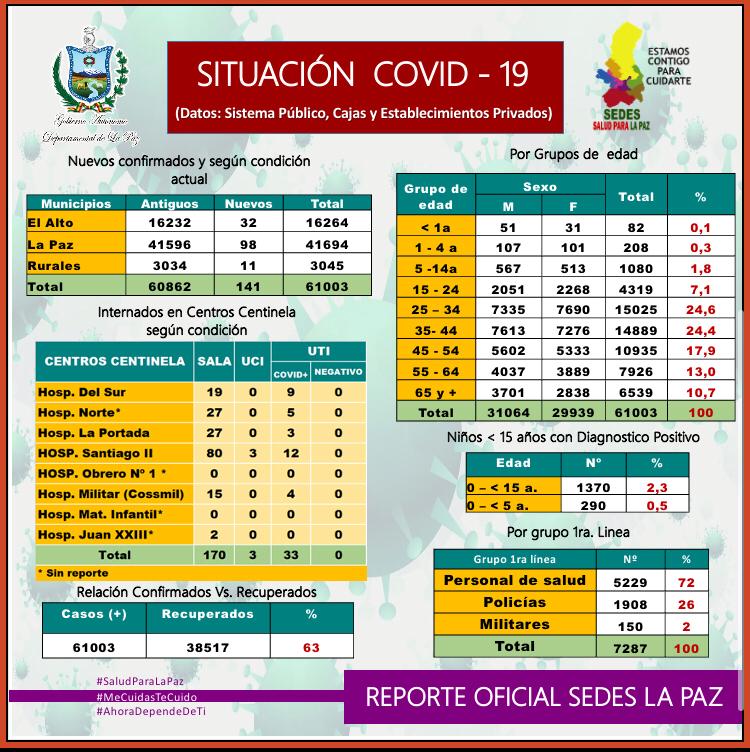 Gobierno Autónomo
Departamental de La Paz
SITUACIÓN COVID - 19
(Datos: Sistema Público, Cajas y Establecimientos Privados)
ESTAMOS
CONTIGO
PARA
CUIDARTE
SEDES
SALUD PARA LA PAZ
Nuevos confirmados y según condición
actual
Municipios Antiguos Nuevos Total
El Alto 16232 32 16264
La Paz 41596 98 41694
Rurales 3034 11 3045
Total 60862 141 61003
Internados en Centros Centinela
según condición
CENTROS CENTINELA SALA UCI UTI
COVID+ NEGATIVO
Hosp. Del Sur 19 0 9 0
Hosp. Norte* 27 0 5 0
Hosp. La Portada 27 0 3 0
HOSP. Santiago II 80 3 12 0
HOSP. Obrero Nº 1 * 0 0 0 0
Hosp. Militar (Cossmil) 15 0 4 0
Hosp. Mat. Infantil* 0 0 0 0
Hosp. Juan XXIII* 2 0 0 0
Total 170 3 33 0
* Sin reporte
Relación Confirmados Vs. Recuperados
Casos (+) Recuperados %
61003 38517 63
Por Grupos de edad
Grupo de edad Sexo Total %
M F
< 1a 51 31 82 0,1
1 - 4 a 107 101 208 0,3
5 -14a 567 513 1080 1,8
15 - 24 2051 2268 4319 7,1
25 – 34 7335 7690 15025 24,6
35- 44 7613 7276 14889 24,4
45 - 54 5602 5333 10935 17,9
55 - 64 4037 3889 7926 13,0
65 y + 3701 2838 6539 10,7
Total 31064 29939 61003 100
Niños < 15 años con Diagnostico Positivo
Edad Nº %
0 – < 15 a. 1370 2,3
0 – < 5 a. 290 0,5
Por grupo 1ra. Linea
Grupo 1ra línea Nº %
Personal de salud 5229 72
Policías 1908 26
Militares 150 2
Total 7287 100
#SaludParaLaPaz
#MeCuidasTeCuido
#AhoraDependeDeTi
REPORTE OFICIAL SEDES LA PAZ